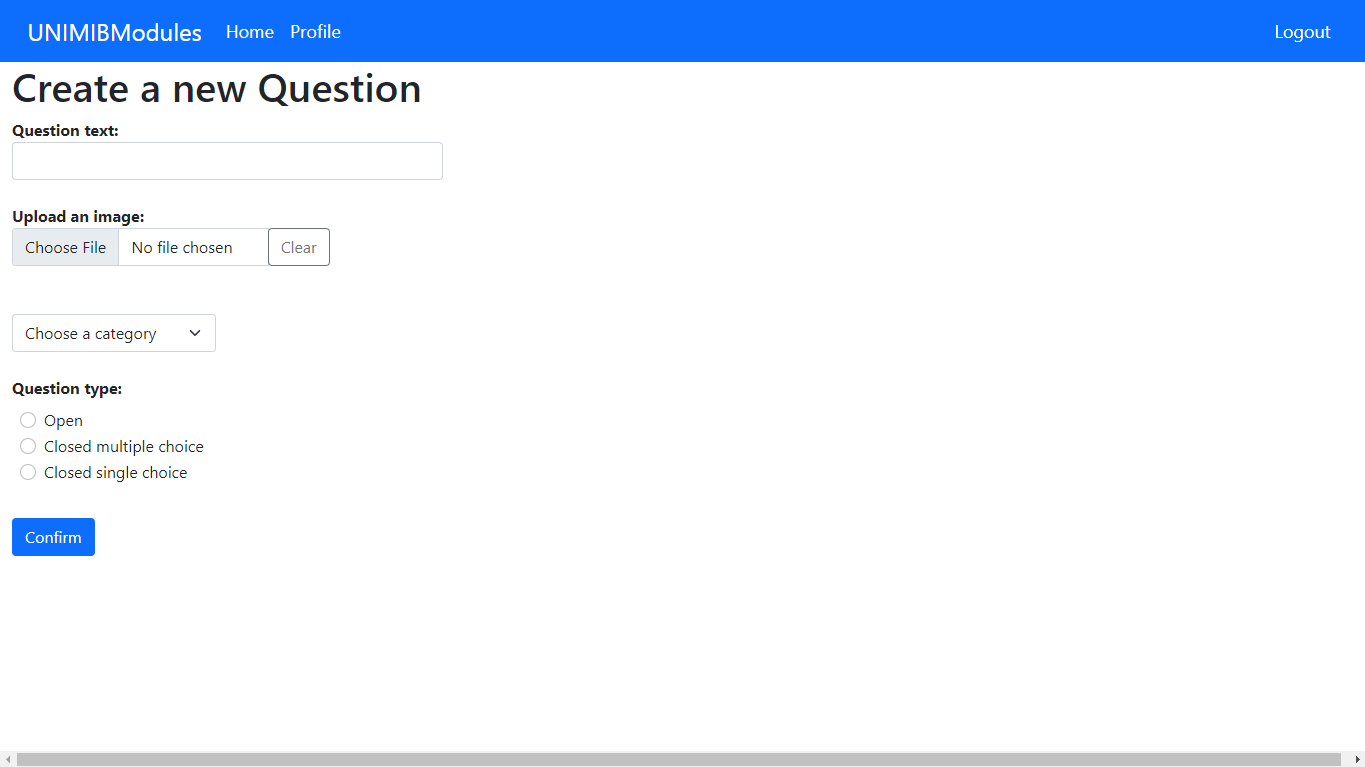 UNIMIBModules Home Profile Logout
Create a new Question
Question text:
Upload an image:
Choose File No file chosen Clear
Choose a category
Question type:
Open
Closed multiple choice
Closed single choice
Confirm